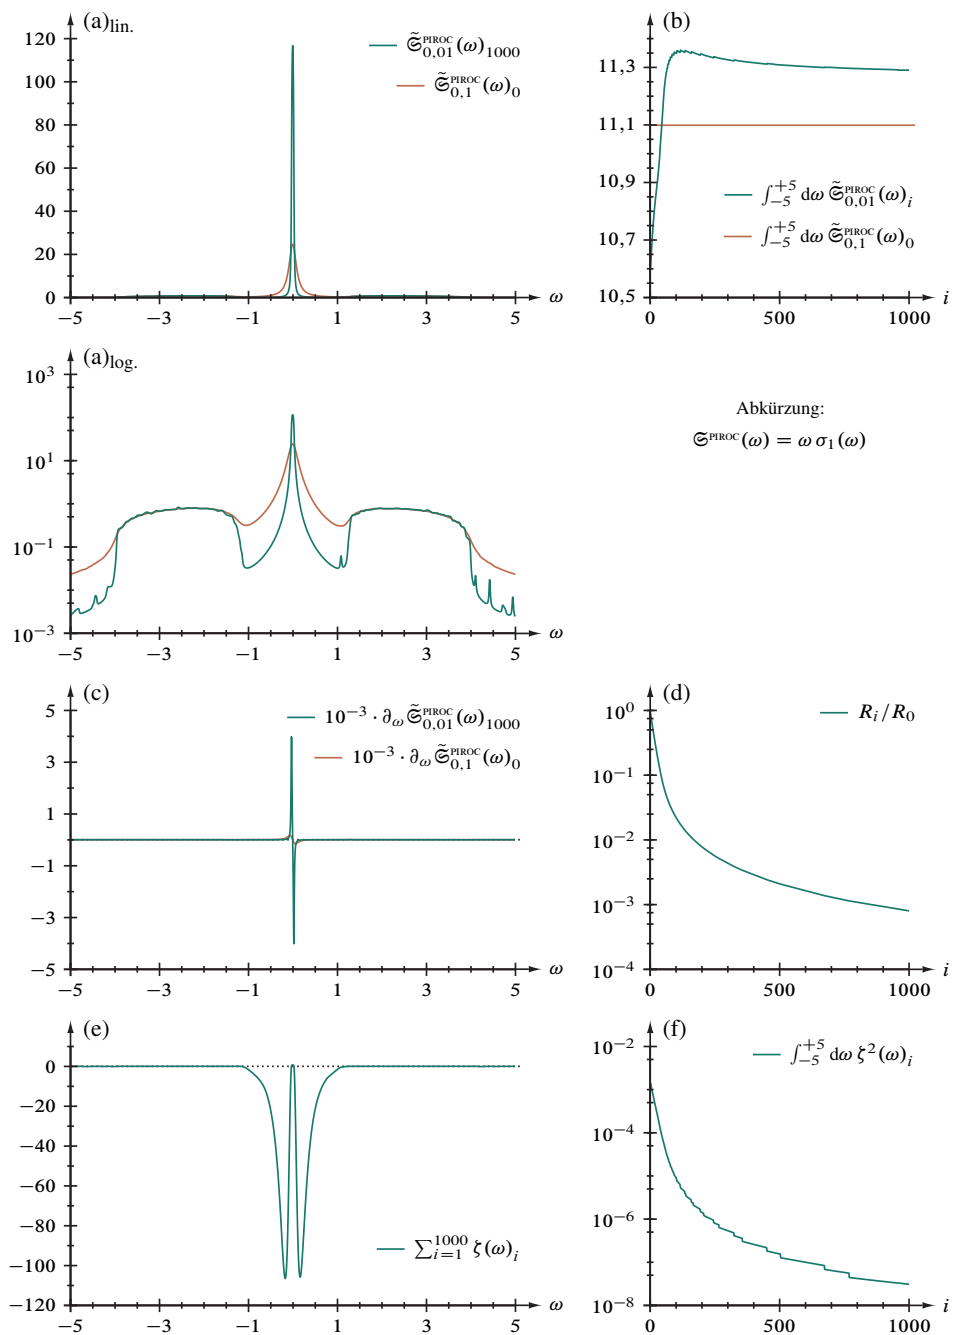 (a)lin.
120
100
80
60
40
20
0
−5 −3 −1 1 3 5 ω
𝔖̃^PIROC_0,01(ω)_1000
𝔖̃^PIROC_0,1(ω)_0
(b)
11,3
11,1
10,9
10,7
10,5
0 500 1000 i
∫_−5^+5 dω 𝔖̃^PIROC_0,01(ω)_i
∫_−5^+5 dω 𝔖̃^PIROC_0,1(ω)_0
(a)log.
10^3
10^1
10^−1
10^−3
−5 −3 −1 1 3 5 ω
Abkürzung:
𝔖^PIROC(ω) = ω σ_1(ω)
(c)
5
3
1
−1
−3
−5
−5 −3 −1 1 3 5 ω
10^−3 · ∂_ω 𝔖̃^PIROC_0,01(ω)_1000
10^−3 · ∂_ω 𝔖̃^PIROC_0,1(ω)_0
(d)
10^0
10^−1
10^−2
10^−3
10^−4
0 500 1000 i
R_i/R_0
(e)
0
−20
−40
−60
−80
−100
−120
−5 −3 −1 1 3 5 ω
∑_i=1^1000 ζ(ω)_i
(f)
10^−2
10^−4
10^−6
10^−8
0 500 1000 i
∫_−5^+5 dω ζ^2(ω)_i